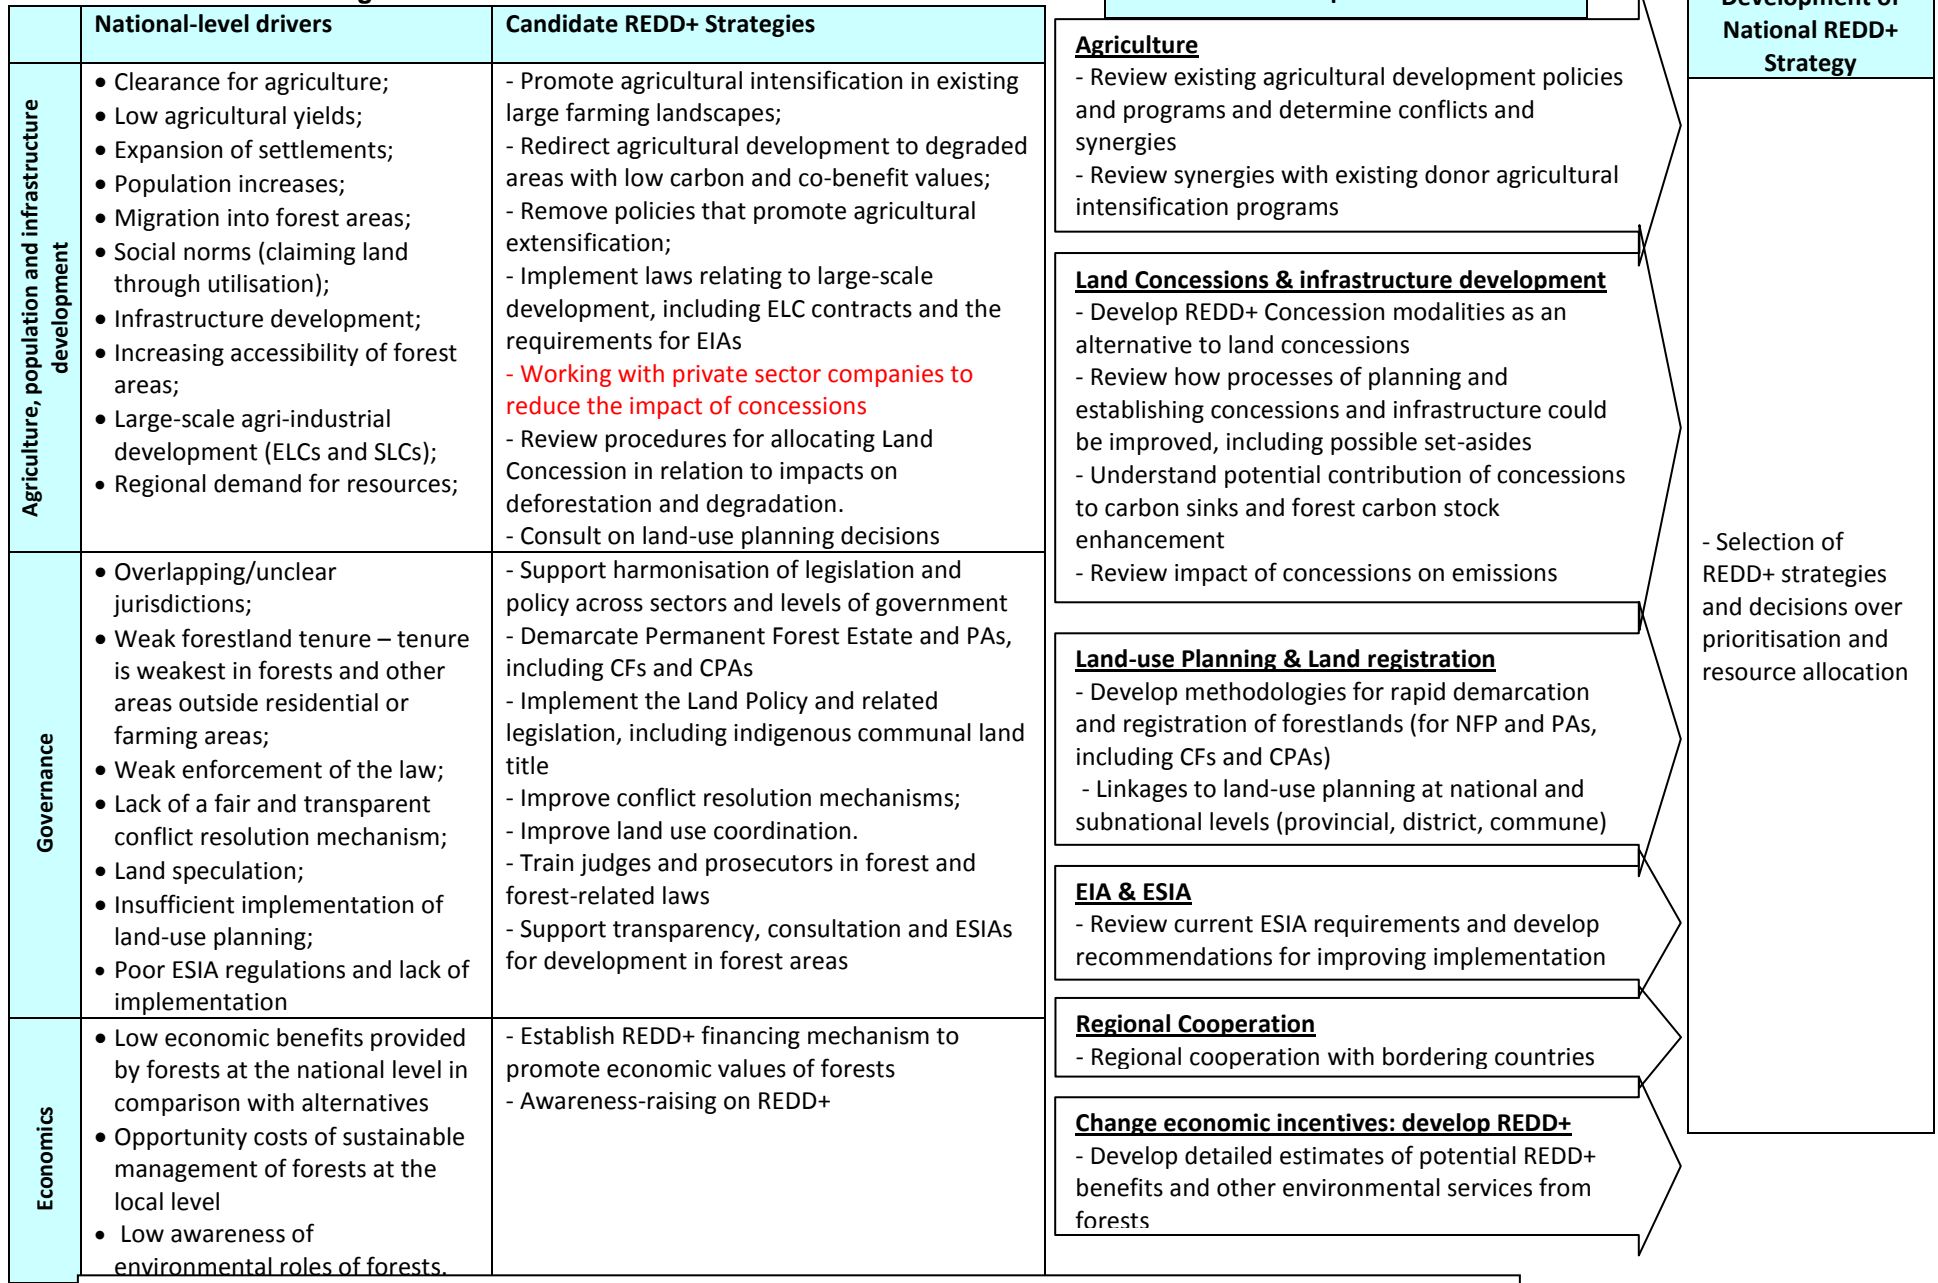 National-level drivers
Candidate REDD+ Strategies
Agriculture, population and infrastructure
development
• Clearance for agriculture;
• Low agricultural yields;
• Expansion of settlements;
• Population increases;
• Migration into forest areas;
• Social norms (claiming land
through utilisation);
• Infrastructure development;
• Increasing accessibility of forest
areas;
• Large-scale agri-industrial
development (ELCs and SLCs);
• Regional demand for resources;
- Promote agricultural intensification in existing
large farming landscapes;
- Redirect agricultural development to degraded
areas with low carbon and co-benefit values;
- Remove policies that promote agricultural
extensification;
- Implement laws relating to large-scale
development, including ELC contracts and the
requirements for EIAs
- Working with private sector companies to
reduce the impact of concessions
- Review procedures for allocating Land
Concession in relation to impacts on
deforestation and degradation.
- Consult on land-use planning decisions
Governance
• Overlapping/unclear
jurisdictions;
• Weak forestland tenure – tenure
is weakest in forests and other
areas outside residential or
farming areas;
• Weak enforcement of the law;
• Lack of a fair and transparent
conflict resolution mechanism;
• Land speculation;
• Insufficient implementation of
land-use planning;
• Poor ESIA regulations and lack of
implementation
- Support harmonisation of legislation and
policy across sectors and levels of government
- Demarcate Permanent Forest Estate and PAs,
including CFs and CPAs
- Implement the Land Policy and related
legislation, including indigenous communal land
title
- Improve conflict resolution mechanisms;
- Improve land use coordination.
- Train judges and prosecutors in forest and
forest-related laws
- Support transparency, consultation and ESIAs
for development in forest areas
Economics
• Low economic benefits provided
by forests at the national level in
comparison with alternatives
• Opportunity costs of sustainable
management of forests at the
local level
• Low awareness of
environmental roles of forests.
- Establish REDD+ financing mechanism to
promote economic values of forests
- Awareness-raising on REDD+
Agriculture
- Review existing agricultural development policies
and programs and determine conflicts and
synergies
- Review synergies with existing donor agricultural
intensification programs
Land Concessions & infrastructure development
- Develop REDD+ Concession modalities as an
alternative to land concessions
- Review how processes of planning and
establishing concessions and infrastructure could
be improved, including possible set-asides
- Understand potential contribution of concessions
to carbon sinks and forest carbon stock
enhancement
- Review impact of concessions on emissions
Land-use Planning & Land registration
- Develop methodologies for rapid demarcation
and registration of forestlands (for NFP and PAs,
including CFs and CPAs)
- Linkages to land-use planning at national and
subnational levels (provincial, district, commune)
EIA & ESIA
- Review current ESIA requirements and develop
recommendations for improving implementation
Regional Cooperation
- Regional cooperation with bordering countries
Change economic incentives: develop REDD+
- Develop detailed estimates of potential REDD+
benefits and other environmental services from
forests
Development of
National REDD+
Strategy
- Selection of
REDD+ strategies
and decisions over
prioritisation and
resource allocation